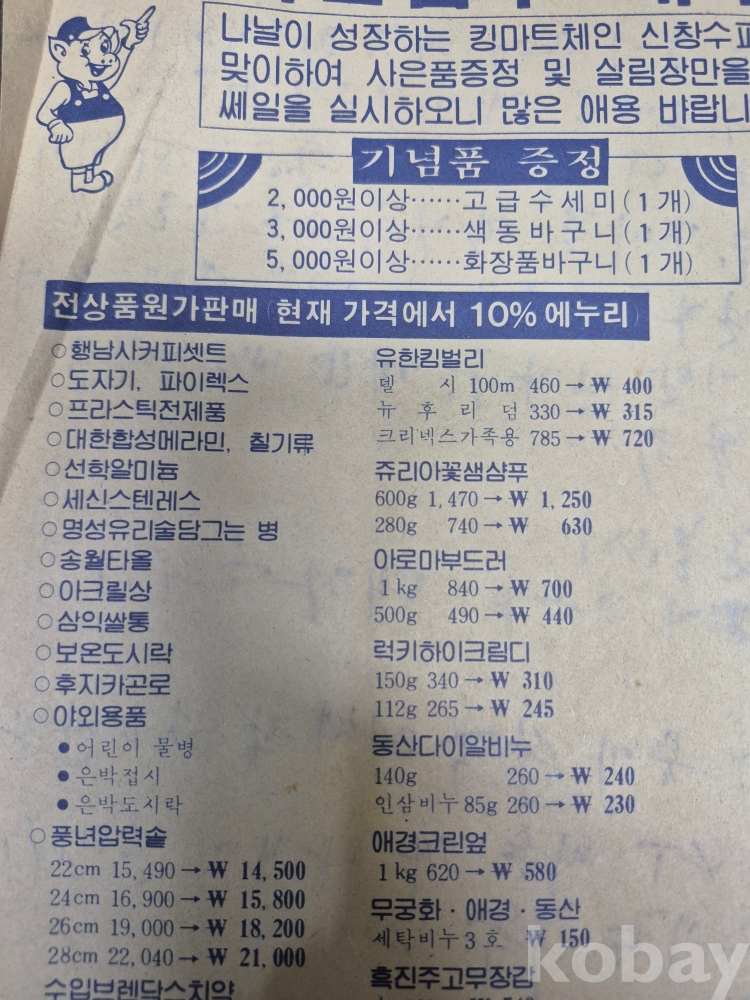 나날이 성장하는 킹마트체인 신창수퍼
맞이하여 사은품증정 및 살림장만을
쎄일을 실시하오니 많은 애용 바랍니
기념품 증정
2,000원이상……고급수세미(1개)
3,000원이상……색동바구니(1개)
5,000원이상……화장품바구니(1개)
전상품원가판매(현재 가격에서 10%에누리)
○행남사커피셋트
○도자기, 파이렉스
○프라스틱전제품
○대한합성메라민, 칠기류
○선학알미늄
○세신스텐레스
○명성유리술담그는 병
○송월타올
○아크릴상
○삼익쌀통
○보온도시락
○후지카곤로
○야외용품
●어린이 물병
●은박접시
●은박도시락
○풍년압력솥
22cm 15,490→₩ 14,500
24cm 16,900→₩ 15,800
26cm 19,000→₩ 18,200
28cm 22,040→₩ 21,000
수입브렌닥스치약
유한킴벌리
델 시 100m 460→₩ 400
뉴 후 리 덤 330→₩ 315
크리넥스가족용 785→₩ 720
쥬리아꽃샘샴푸
600g 1,470→₩ 1,250
280g 740→₩ 630
아로마부드러
1kg 840→₩ 700
500g 490→₩ 440
럭키하이크림디
150g 340→₩ 310
112g 265→₩ 245
동산다이알비누
140g 260→₩ 240
인삼비누85g 260→₩ 230
애경크린엎
1kg 620→₩ 580
무궁화·애경·동산
세탁비누3호 ₩ 150
흑진주고무장갑
kobay